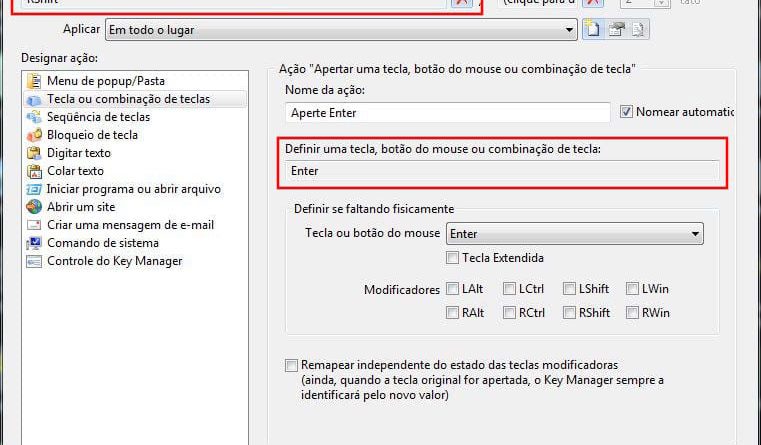 RShift
(clique para d
2
tato
Aplicar Em todo o lugar
Designar ação:
Menu de popup/Pasta
Tecla ou combinação de teclas
Seqüência de teclas
Bloqueio de tecla
Digitar texto
Colar texto
Iniciar programa ou abrir arquivo
Abrir um site
Criar uma mensagem de e-mail
Comando de sistema
Controle do Key Manager
Ação "Apertar uma tecla, botão do mouse ou combinação de tecla"
Nome da ação:
Aperte Enter
Nomear automatic
Definir uma tecla, botão do mouse ou combinação de tecla:
Enter
Definir se faltando fisicamente
Tecla ou botão do mouse Enter
Tecla Extendida
Modificadores LAlt LCtrl LShift LWin
RAlt RCtrl RShift RWin
Remapear independente do estado das teclas modificadoras
(ainda, quando a tecla original for apertada, o Key Manager sempre a
identificará pelo novo valor)